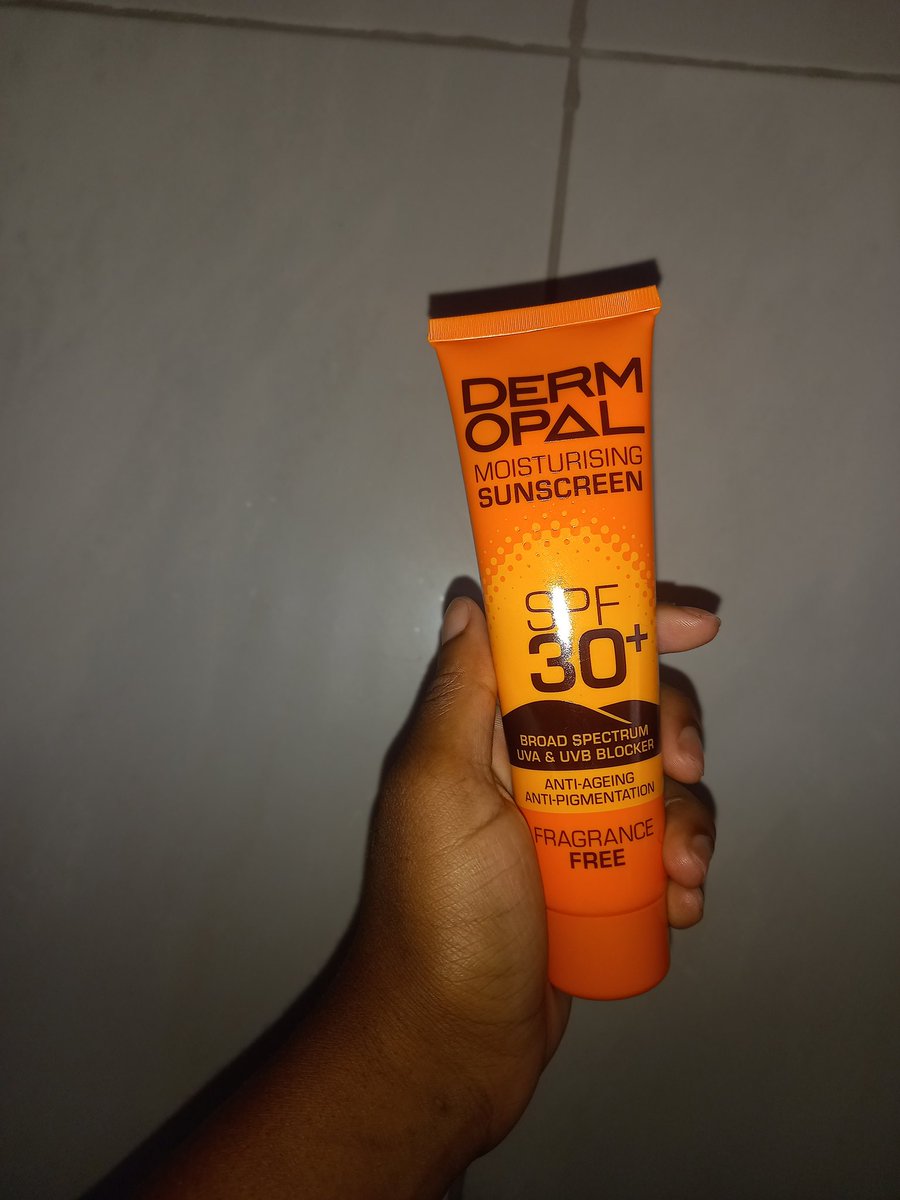 DERM
OPAL
MOISTURISING
SUNSCREEN
SPF
30+
BROAD SPECTRUM
UVA & UVB BLOCKER
ANTI-AGEING
ANTI-PIGMENTATION
FRAGRANCE
FREE